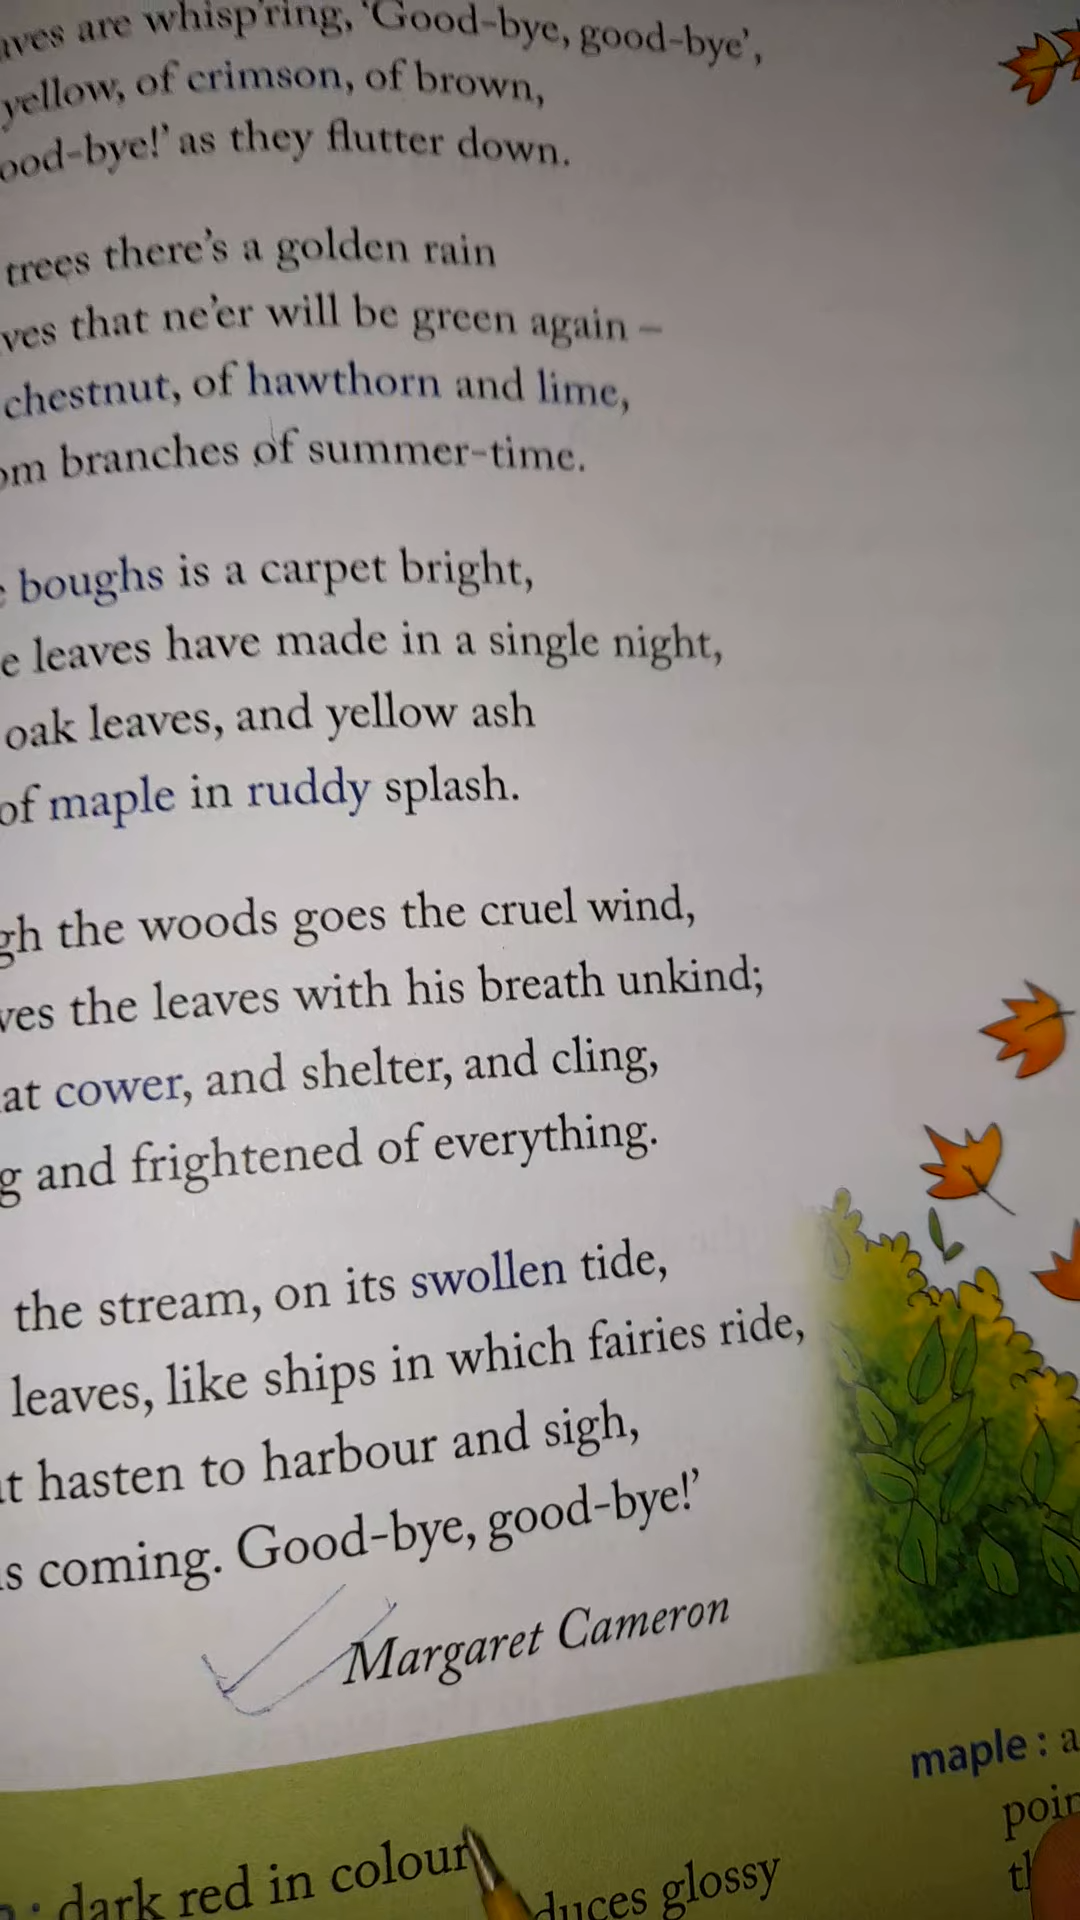 are whisp'ring, 'Good-bye, good-bye',
yellow, of crimson, of brown,
ood-bye!' as they flutter down.
trees there's a golden rain
ves that ne'er will be green again –
chestnut, of hawthorn and lime,
om branches of summer-time.
boughs is a carpet bright,
e leaves have made in a single night,
oak leaves, and yellow ash
of maple in ruddy splash.
gh the woods goes the cruel wind,
ves the leaves with his breath unkind;
at cower, and shelter, and cling,
g and frightened of everything.
the stream, on its swollen tide,
leaves, like ships in which fairies ride,
hasten to harbour and sigh,
s coming. Good-bye, good-bye!'
Margaret Cameron
maple : a
: dark red in colour
duces glossy